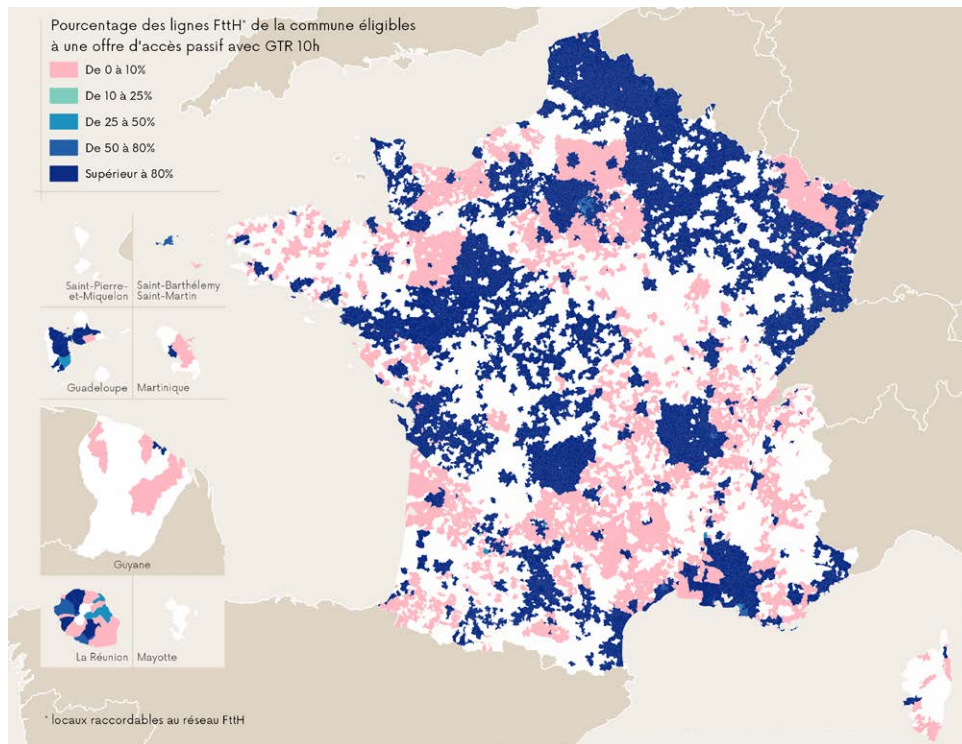 Pourcentage des lignes FttH* de la commune éligibles
à une offre d'accès passif avec GTR 10h
De 0 à 10%
De 10 à 25%
De 25 à 50%
De 50 à 80%
Supérieur à 80%
Saint-Pierre-
et-Miquelon
Saint-Barthélemy
Saint-Martin
Guadeloupe
Martinique
Guyane
La Réunion
Mayotte
* locaux raccordables au réseau FttH